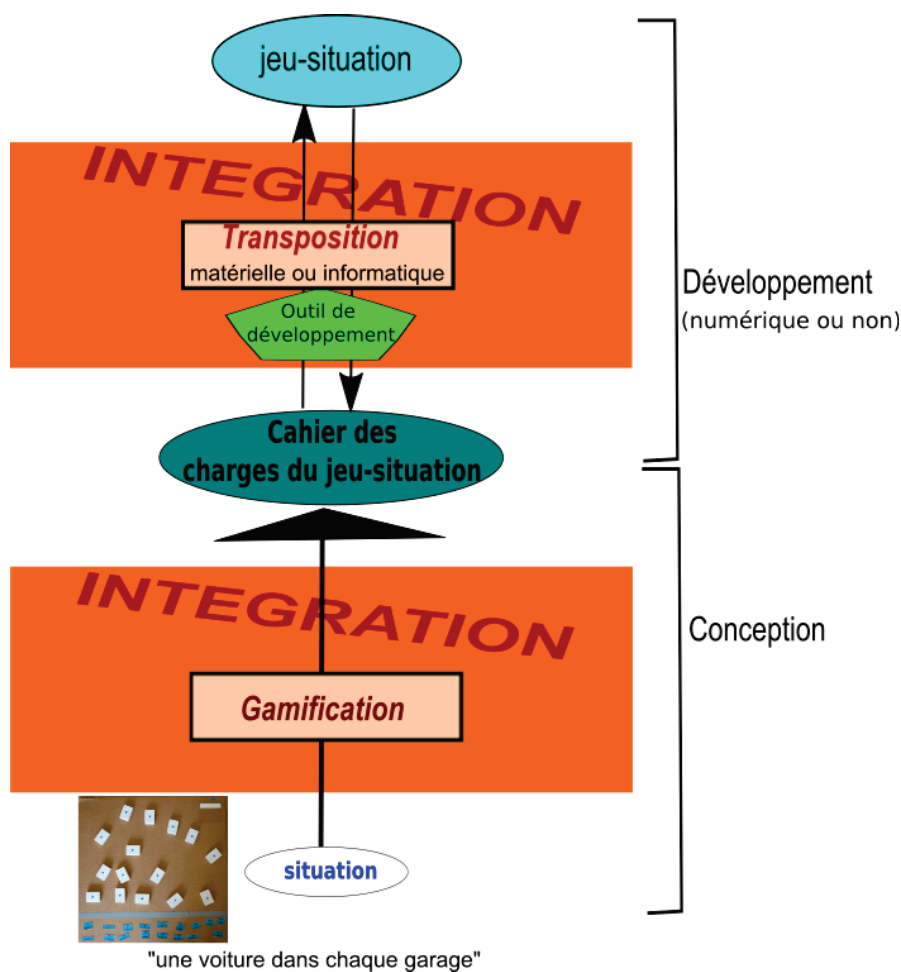 jeu-situation
INTEGRATION
Transposition
matérielle ou informatique
Outil de
développement
Développement
(numérique ou non)
Cahier des
charges du jeu-situation
INTEGRATION
Gamification
Conception
situation
"une voiture dans chaque garage"